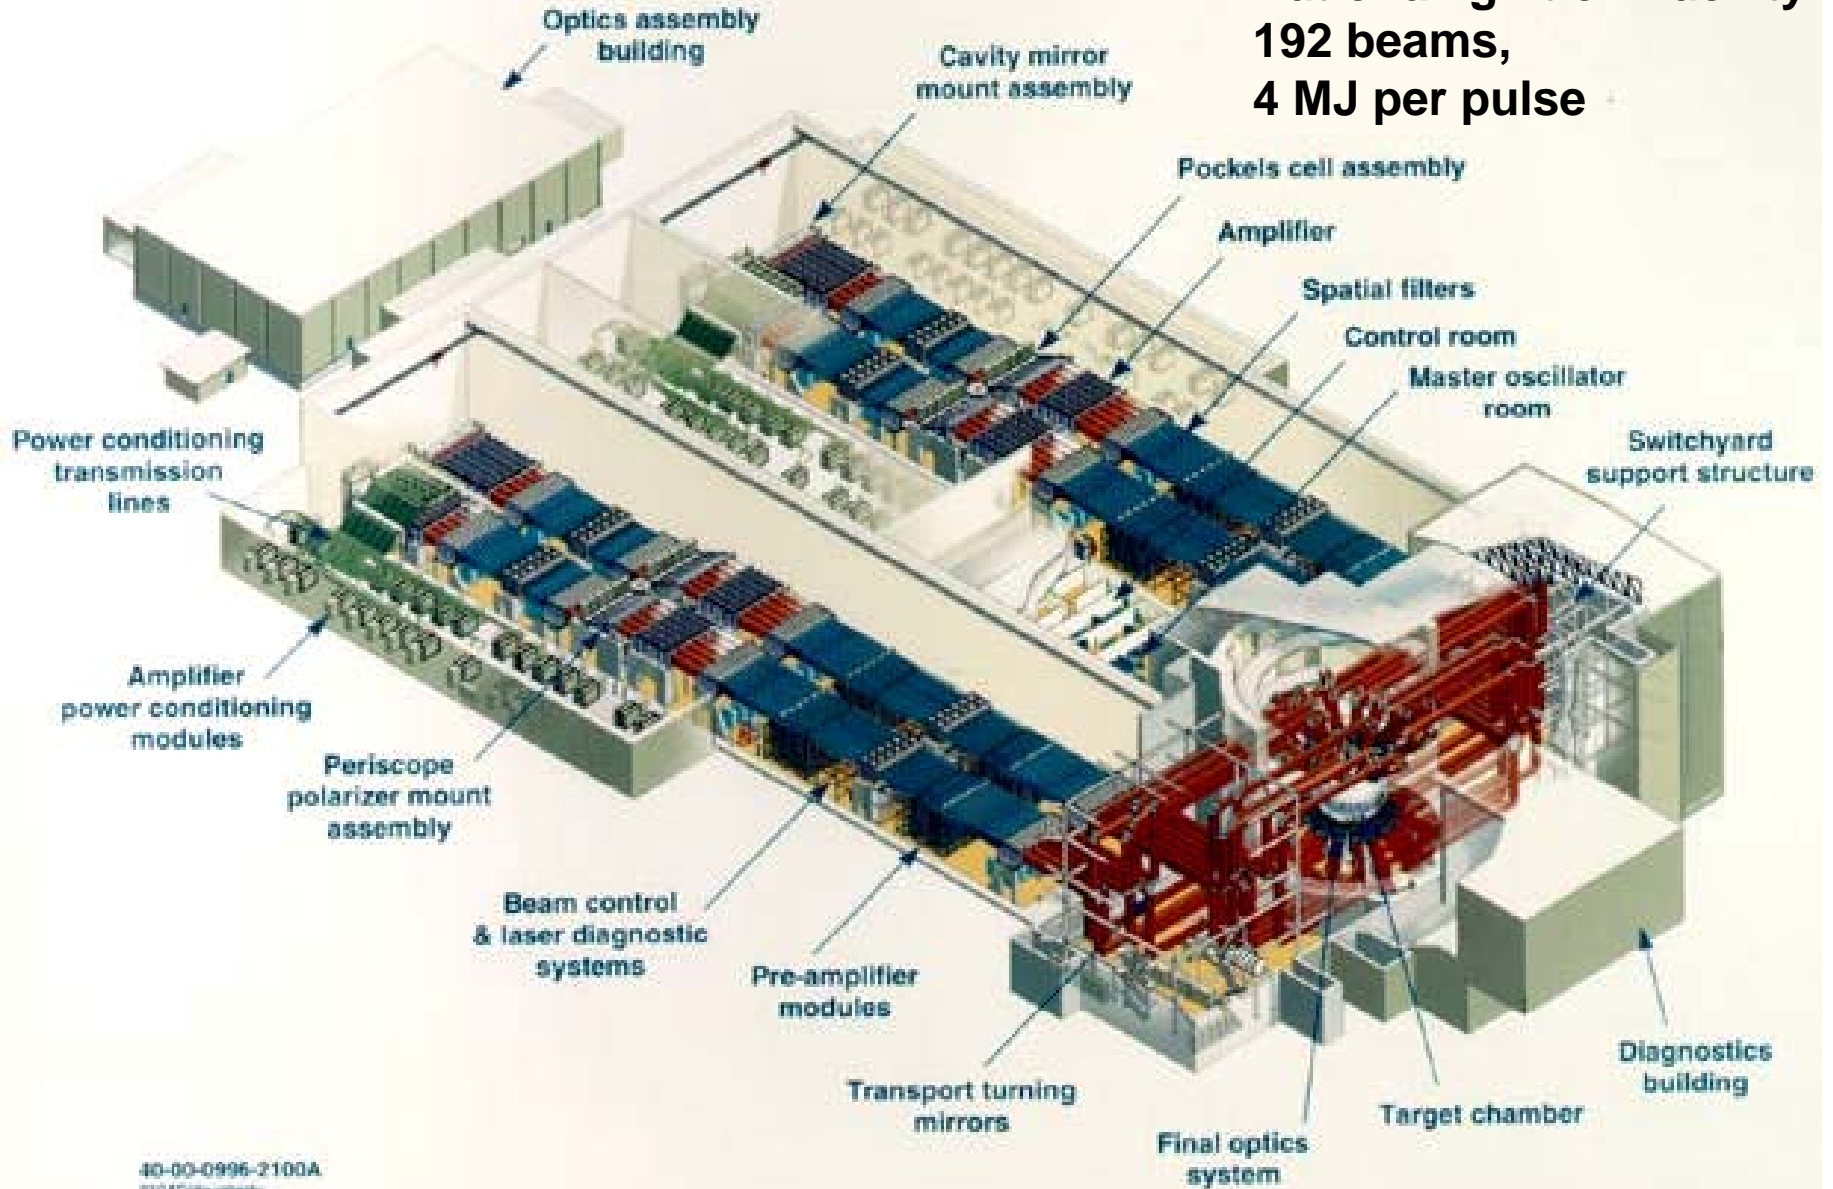 Optics assembly
building
Cavity mirror
mount assembly
192 beams,
4 MJ per pulse
Pockels cell assembly
Amplifier
Spatial filters
Control room
Master oscillator
room
Switchyard
support structure
Power conditioning
transmission
lines
Amplifier
power conditioning
modules
Periscope
polarizer mount
assembly
Beam control
& laser diagnostic
systems
Pre-amplifier
modules
Transport turning
mirrors
Final optics
system
Target chamber
Diagnostics
building
40-00-0996-2100A